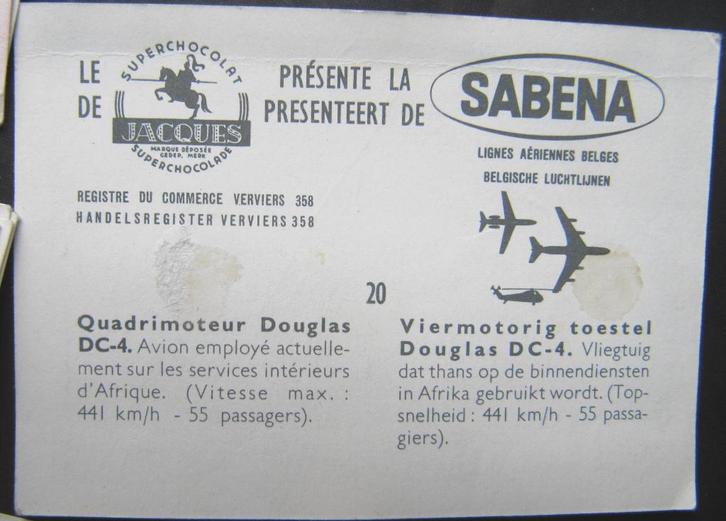 LE
DE
SUPERCHOCOLAT
JACQUES
MARQUE DÉPOSÉE
GEDEP. MERK
SUPERCHOCOLADE
PRÉSENTE LA
PRESENTEERT DE
SABENA
LIGNES AÉRIENNES BELGES
BELGISCHE LUCHTLIJNEN
REGISTRE DU COMMERCE VERVIERS 358
HANDELSREGISTER VERVIERS 358
20
Quadrimoteur Douglas
DC-4. Avion employé actuelle-
ment sur les services intérieurs
d'Afrique. (Vitesse max. :
441 km/h - 55 passagers).
Viermotorig toestel
Douglas DC-4. Vliegtuig
dat thans op de binnendiensten
in Afrika gebruikt wordt. (Top-
snelheid : 441 km/h - 55 passa-
giers).